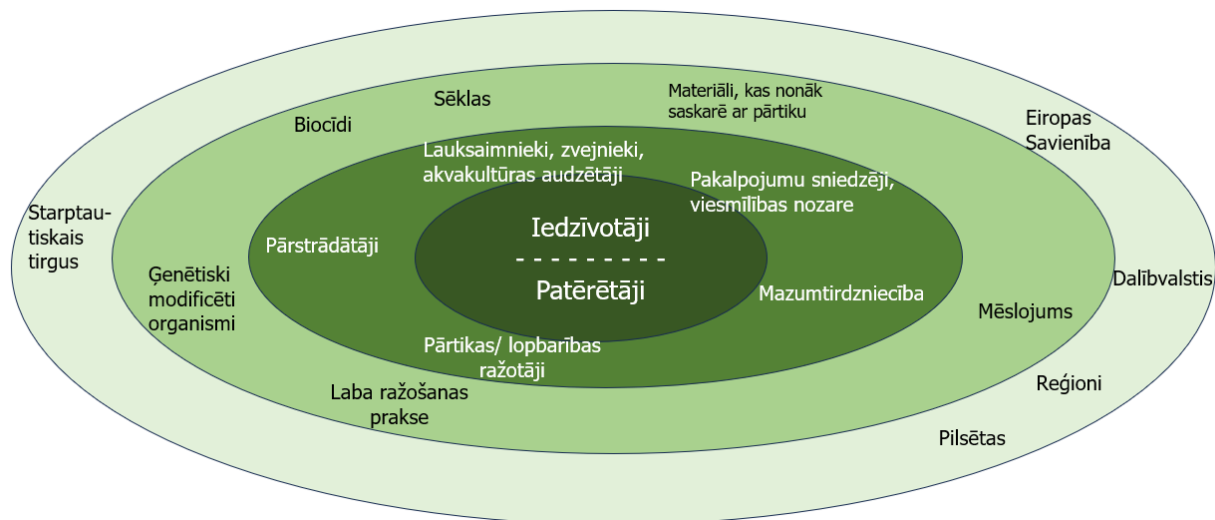 Sēklas
Materiāli, kas nonāk
saskarē ar pārtiku
Biocīdi
Eiropas
Savienība
Lauksaimnieki, zvejnieki,
akvakultūras audzētāji
Pakalpojumu sniedzēji,
viesmīlības nozare
Starptau-
tiskais
tirgus
Iedzīvotāji
Pārstrādātāji
Ģenētiski
modificēti
organismi
Patērētāji
Mazumtirdzniecība
Dalībvalstis
Mēslojums
Pārtikas/ lopbarības
ražotāji
Laba ražošanas
prakse
Reģioni
Pilsētas